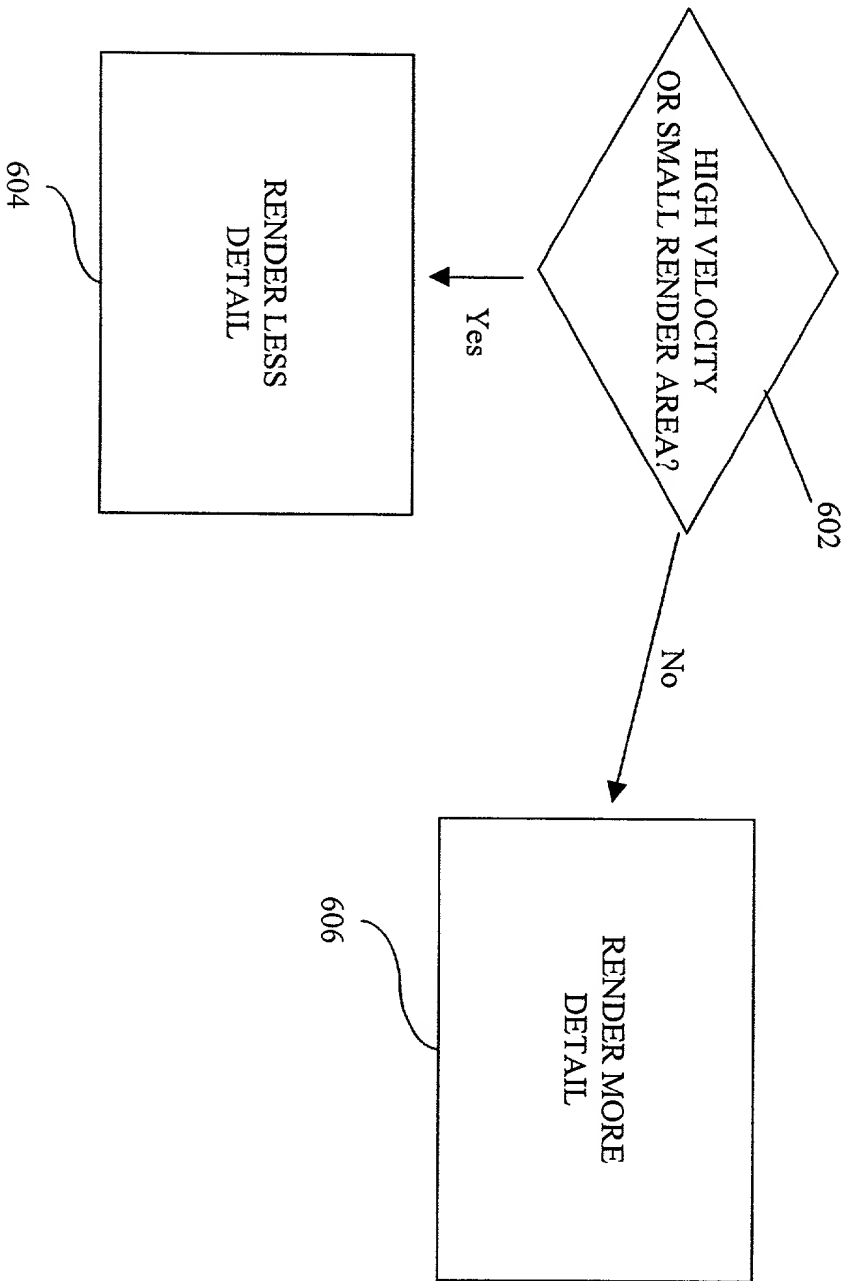 HIGH VELOCITY
OR SMALL RENDER AREA?
602
Yes
No
RENDER LESS
DETAIL
604
RENDER MORE
DETAIL
606